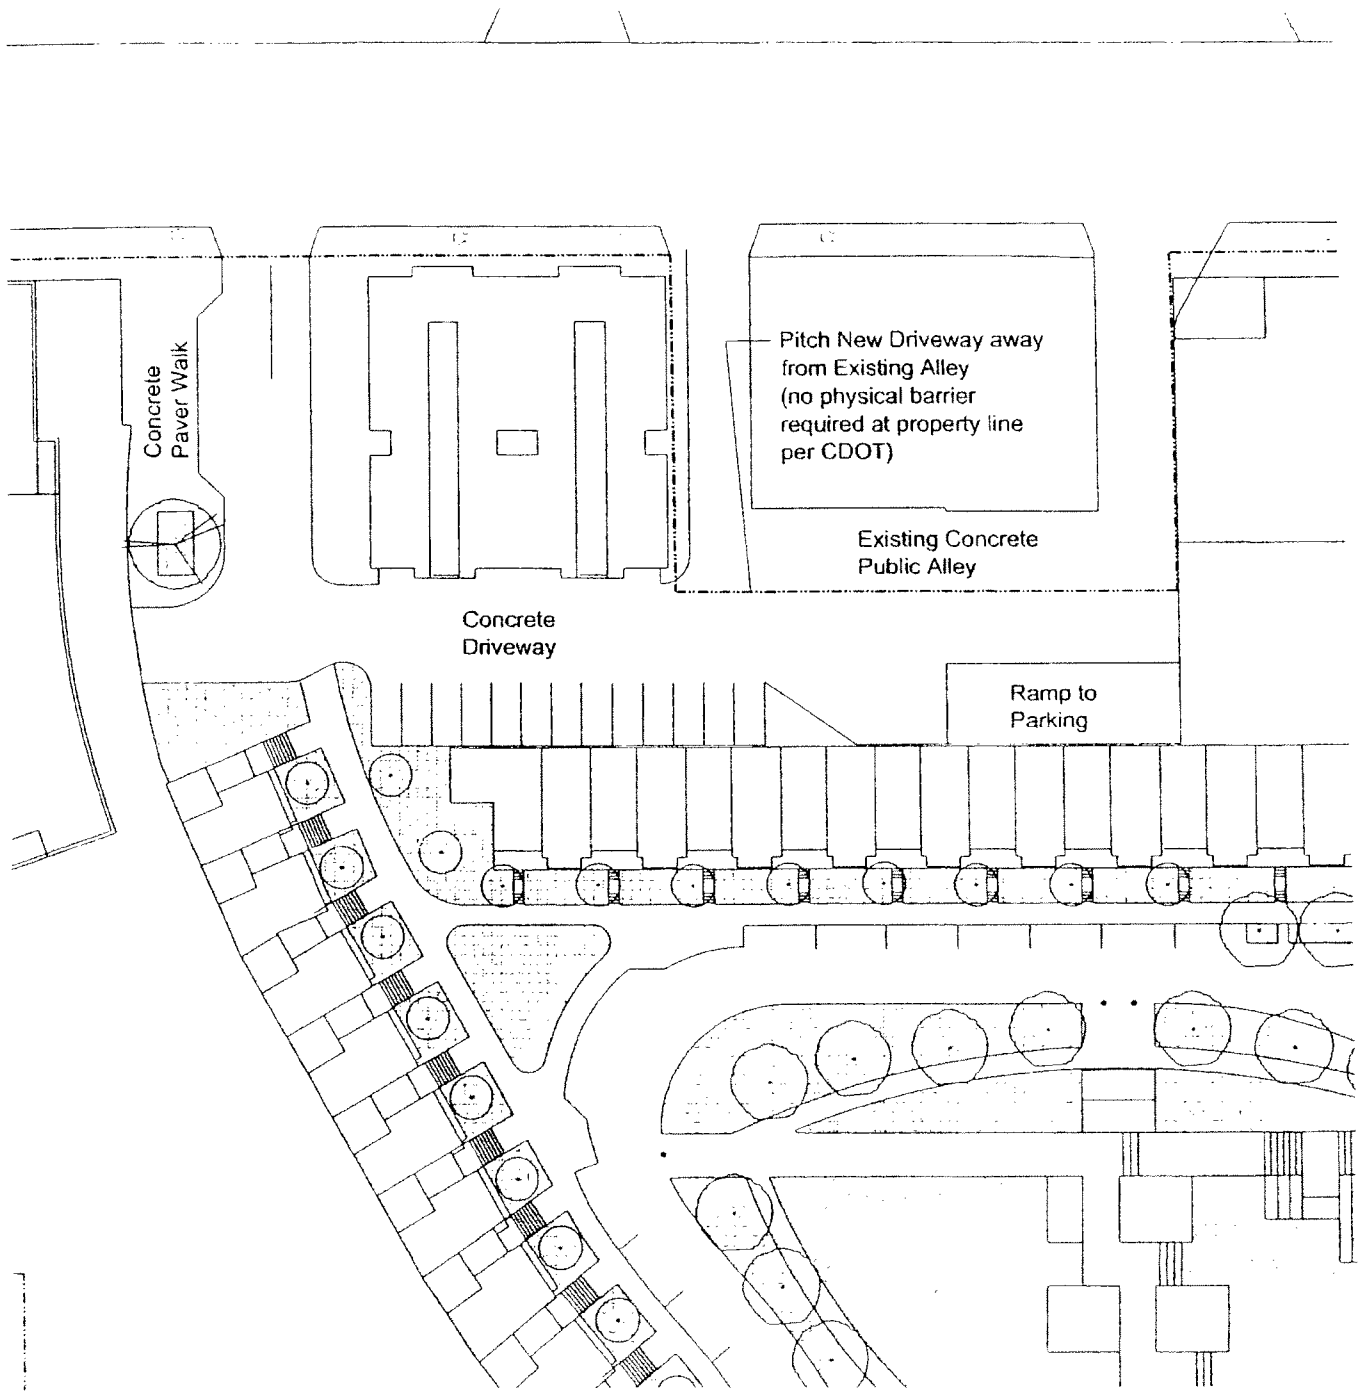 Concrete
Paver Walk
Pitch New Driveway away
from Existing Alley
(no physical barrier
required at property line
per CDOT)
Existing Concrete
Public Alley
Concrete
Driveway
Ramp to
Parking